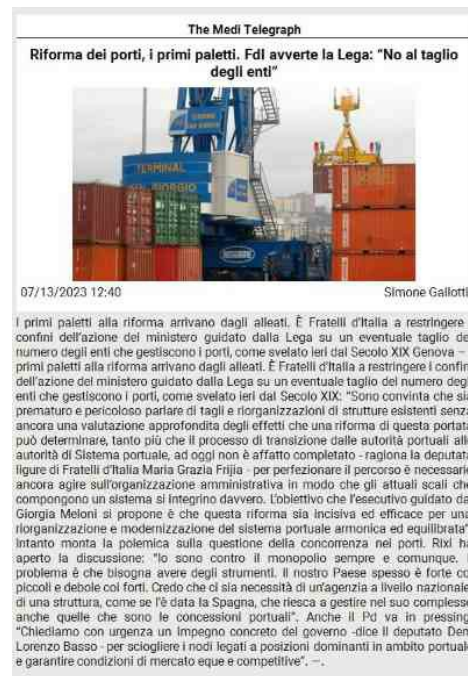 The Medi Telegraph
Riforma dei porti, i primi paletti. FdI avverte la Lega: "No al taglio
degli enti"
TERMINAL
GIORGIO
07/13/2023 12:40
Simone Gallotti
I primi paletti alla riforma arrivano dagli alleati. È Fratelli d'Italia a restringere i
confini dell'azione del ministero guidato dalla Lega su un eventuale taglio de
numero degli enti che gestiscono i porti, come svelato ieri dal Secolo XIX Genova –
primi paletti alla riforma arrivano dagli alleati. È Fratelli d'Italia a restringere i confin
dell'azione del ministero guidato dalla Lega su un eventuale taglio del numero degl
enti che gestiscono i porti, come svelato ieri dal Secolo XIX: "Sono convinta che sia
prematuro e pericoloso parlare di tagli e riorganizzazioni di strutture esistenti senza
ancora una valutazione approfondita degli effetti che una riforma di questa portata
può determinare, tanto più che il processo di transizione dalle autorità portuali alle
autorità di Sistema portuale, ad oggi non è affatto completato - ragiona la deputata
ligure di Fratelli d'Italia Maria Grazia Frijia - per perfezionare il percorso è necessario
ancora agire sull'organizzazione amministrativa in modo che gli attuali scali che
compongono un sistema si integrino davvero. L'obiettivo che l'esecutivo guidato da
Giorgia Meloni si propone è che questa riforma sia incisiva ed efficace per una
riorganizzazione e modernizzazione del sistema portuale armonica ed equilibrata".
Intanto monta la polemica sulla questione della concorrenza nei porti. Rixi ha
aperto la discussione: "Io sono contro il monopolio sempre e comunque. I
problema è che bisogna avere degli strumenti. Il nostro Paese spesso è forte co
piccoli e debole coi forti. Credo che ci sia necessità di un'agenzia a livello nazionale
di una struttura, come se l'è data la Spagna, che riesca a gestire nel suo complesso
anche quelle che sono le concessioni portuali". Anche il Pd va in pressing
"Chiediamo con urgenza un impegno concreto del governo -dice il deputato Dem
Lorenzo Basso - per sciogliere i nodi legati a posizioni dominanti in ambito portuale
e garantire condizioni di mercato eque e competitive". –.